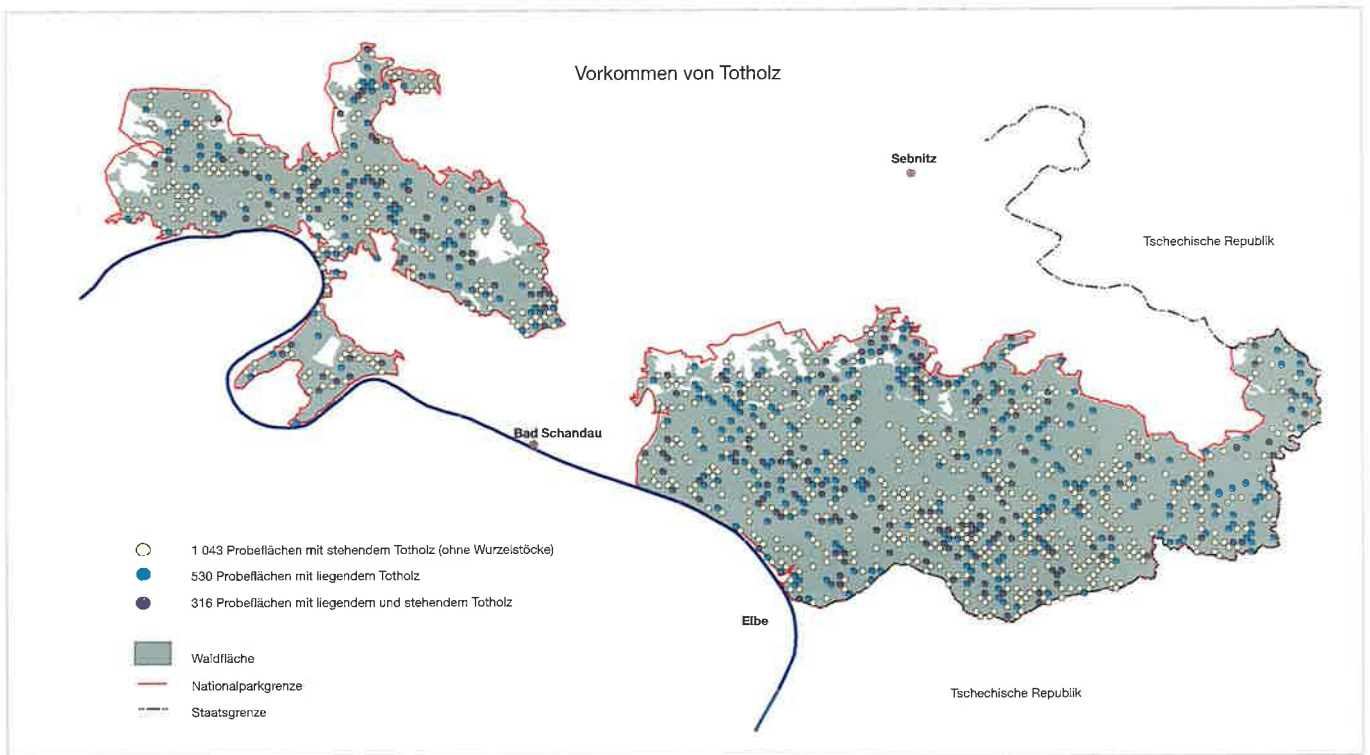 Vorkommen von Totholz
Sebnitz
Tschechische Republik
Bad Schandau
1 043 Probeflächen mit stehendem Totholz (ohne Wurzelstöcke)
530 Probeflächen mit liegendem Totholz
316 Probeflächen mit liegendem und stehendem Totholz
Elbe
Waldfläche
Nationalparkgrenze
Tschechische Republik
Staatsgrenze